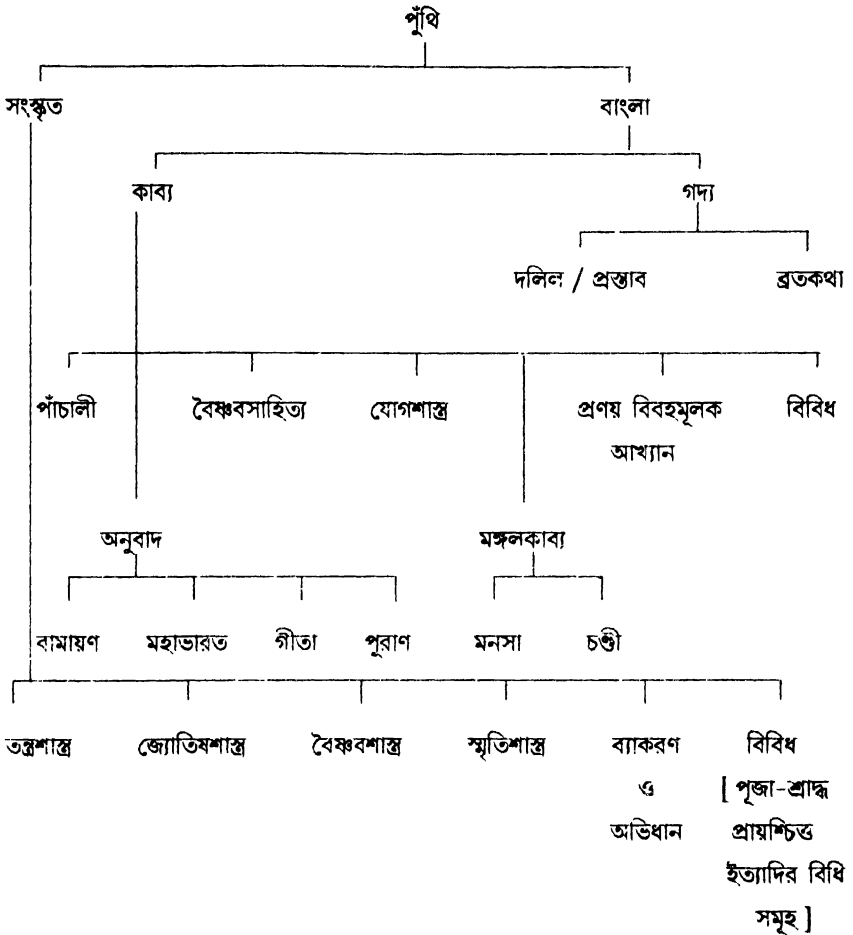 পুঁথি
সংস্কৃত বাংলা
কাব্য গদ্য
দলিল / প্রস্তাব ব্রতকথা
পাঁচালী বৈষ্ণবসাহিত্য যোগশাস্ত্র প্রণয় বিবহমূলক বিবিধ
আখ্যান
অনুবাদ মঙ্গলকাব্য
বামায়ণ মহাভারত গীতা পুরাণ মনসা চণ্ডী
তন্ত্রশাস্ত্র জ্যোতিষশাস্ত্র বৈষ্ণবশাস্ত্র স্মৃতিশাস্ত্র ব্যাকরণ বিবিধ
ও [ পূজা-শ্রাদ্ধ
অভিধান প্রায়শ্চিত্ত
ইত্যাদির বিধি
সমূহ ]